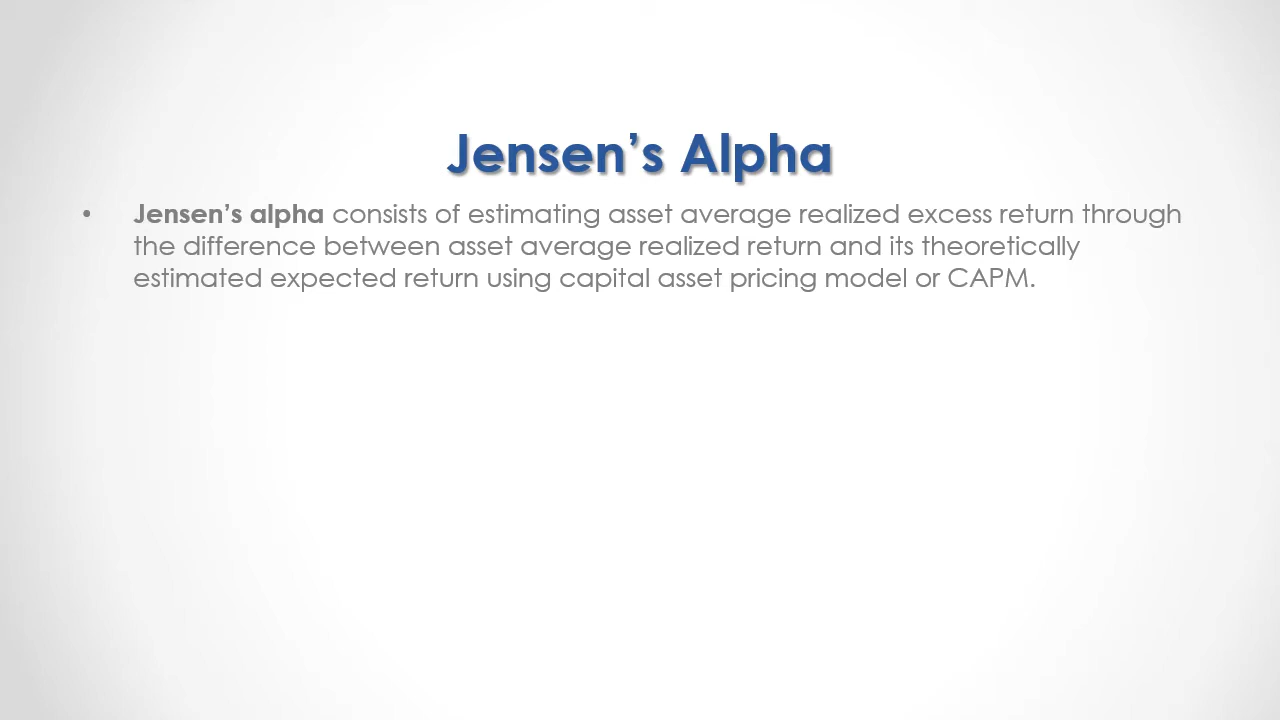 Jensen’s Alpha
• Jensen’s alpha consists of estimating asset average realized excess return through
the difference between asset average realized return and its theoretically
estimated expected return using capital asset pricing model or CAPM.